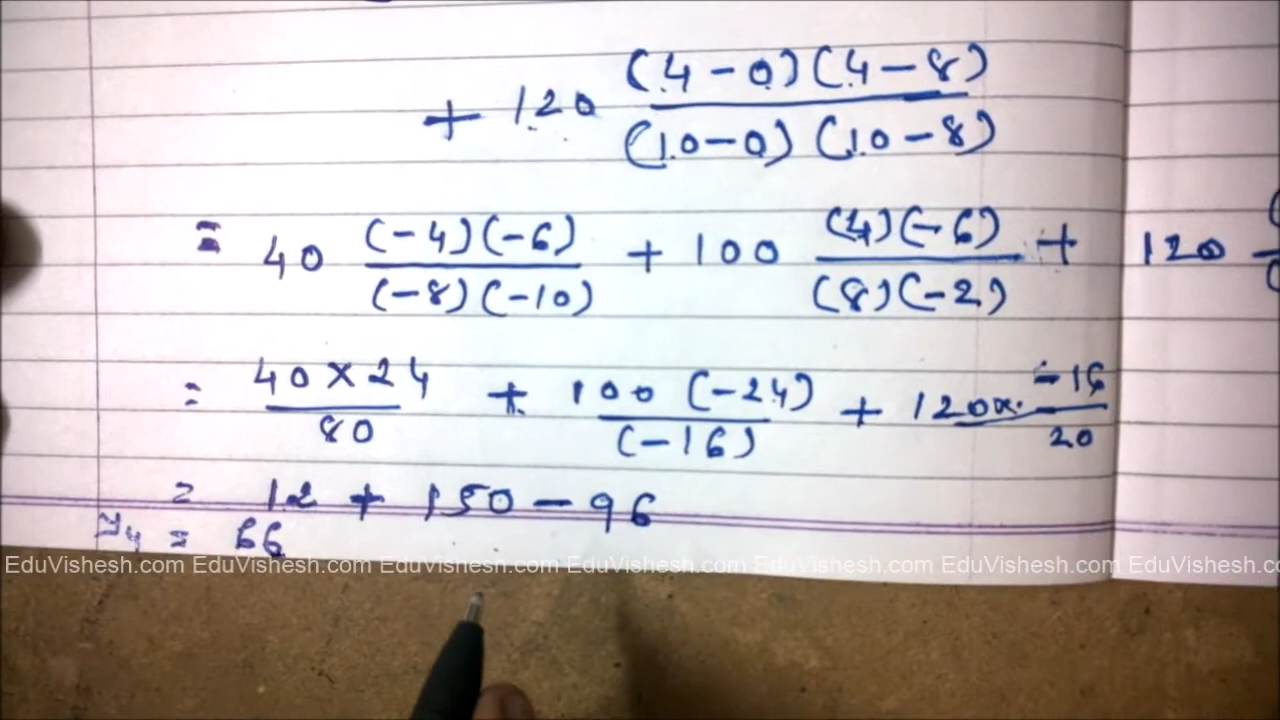 + 120 (4-0)(4-8) / (10-0)(10-8)
= 40 (-4)(-6) / (-8)(-10) + 100 (4)(-6) / (8)(-2) + 120
= 40 × 24 / 80 + 100 (-24) / (-16) + 120 × -16 / 20
= 12 + 150 - 96
y4 = 66
EduVishesh.com EduVishesh.com EduVishesh.com EduVishesh.com EduVishesh.com EduVishesh.com EduVishesh.com